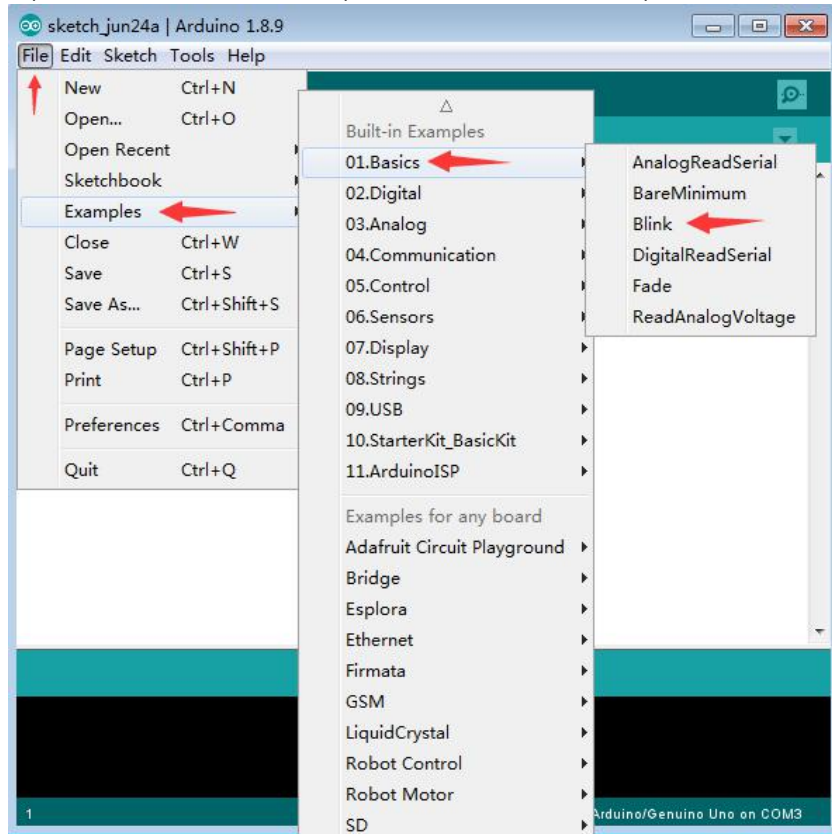 sketch_jun24a | Arduino 1.8.9
File Edit Sketch Tools Help
New Ctrl+N
Open... Ctrl+O
Open Recent
Sketchbook
Examples
Close Ctrl+W
Save Ctrl+S
Save As... Ctrl+Shift+S
Page Setup Ctrl+Shift+P
Print Ctrl+P
Preferences Ctrl+Comma
Quit Ctrl+Q
Built-in Examples
01.Basics
02.Digital
03.Analog
04.Communication
05.Control
06.Sensors
07.Display
08.Strings
09.USB
10.StarterKit_BasicKit
11.ArduinoISP
Examples for any board
Adafruit Circuit Playground
Bridge
Esplora
Ethernet
Firmata
GSM
LiquidCrystal
Robot Control
Robot Motor
SD
AnalogReadSerial
BareMinimum
Blink
DigitalReadSerial
Fade
ReadAnalogVoltage
1 Arduino/Genuino Uno on COM3